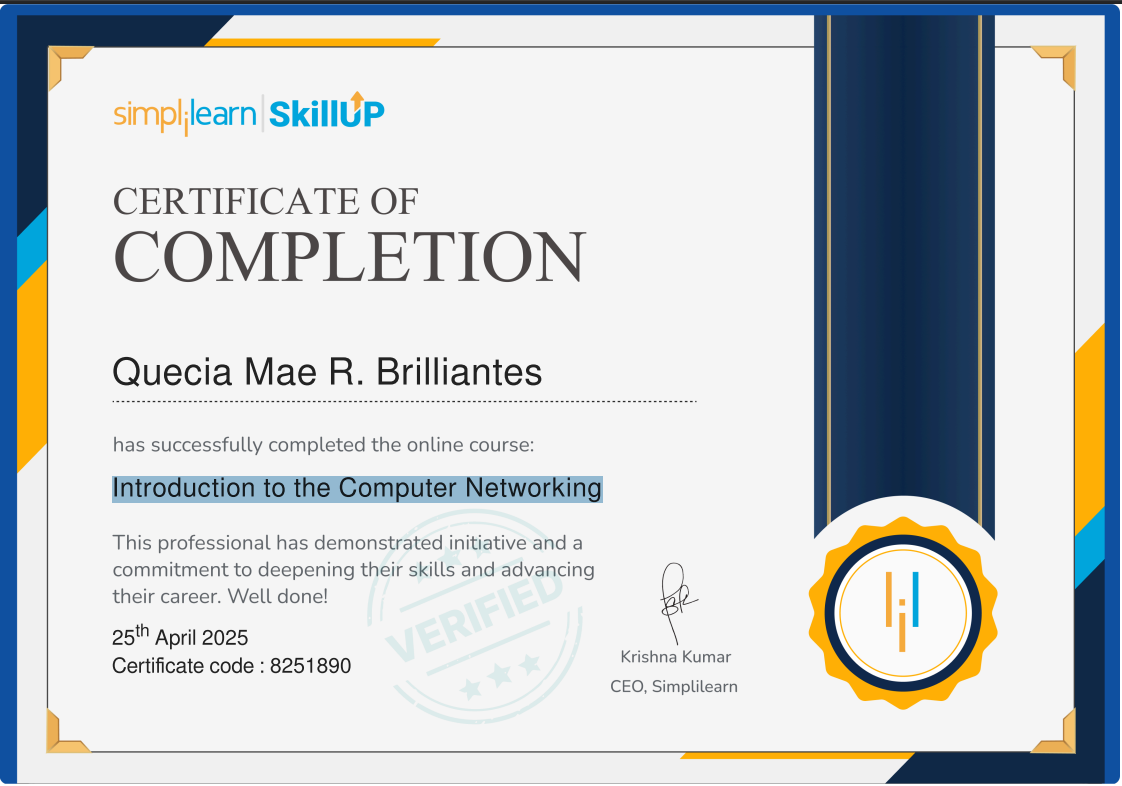 simplilearn | SkillUP
CERTIFICATE OF
COMPLETION
Quecia Mae R. Brilliantes
has successfully completed the online course:
Introduction to the Computer Networking
This professional has demonstrated initiative and a
commitment to deepening their skills and advancing
their career. Well done!
VERIFIED
25th April 2025
Certificate code : 8251890
Krishna Kumar
CEO, Simplilearn